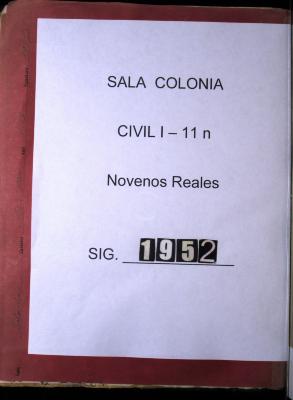 SALA COLONIA
CIVIL I – 11 n
Novenos Reales
SIG. 1952